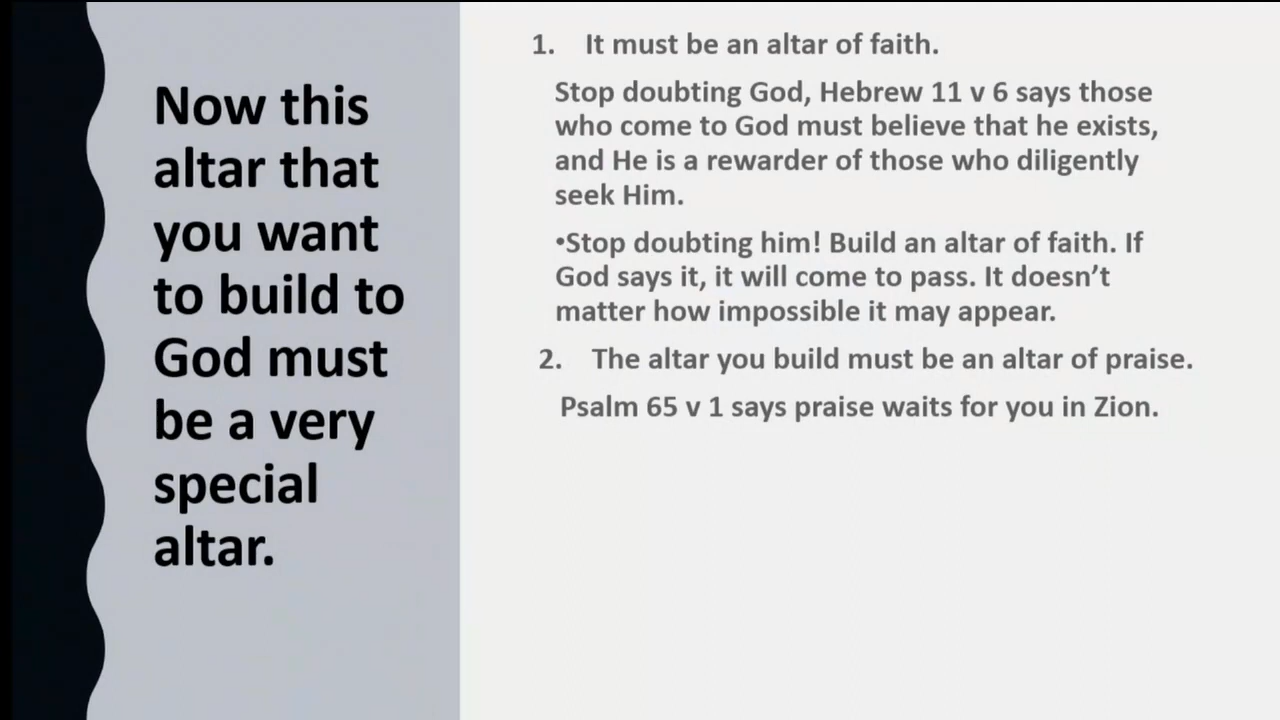 Now this
altar that
you want
to build to
God must
be a very
special
altar.
1. It must be an altar of faith.
Stop doubting God, Hebrew 11 v 6 says those
who come to God must believe that he exists,
and He is a rewarder of those who diligently
seek Him.
•Stop doubting him! Build an altar of faith. If
God says it, it will come to pass. It doesn’t
matter how impossible it may appear.
2. The altar you build must be an altar of praise.
Psalm 65 v 1 says praise waits for you in Zion.